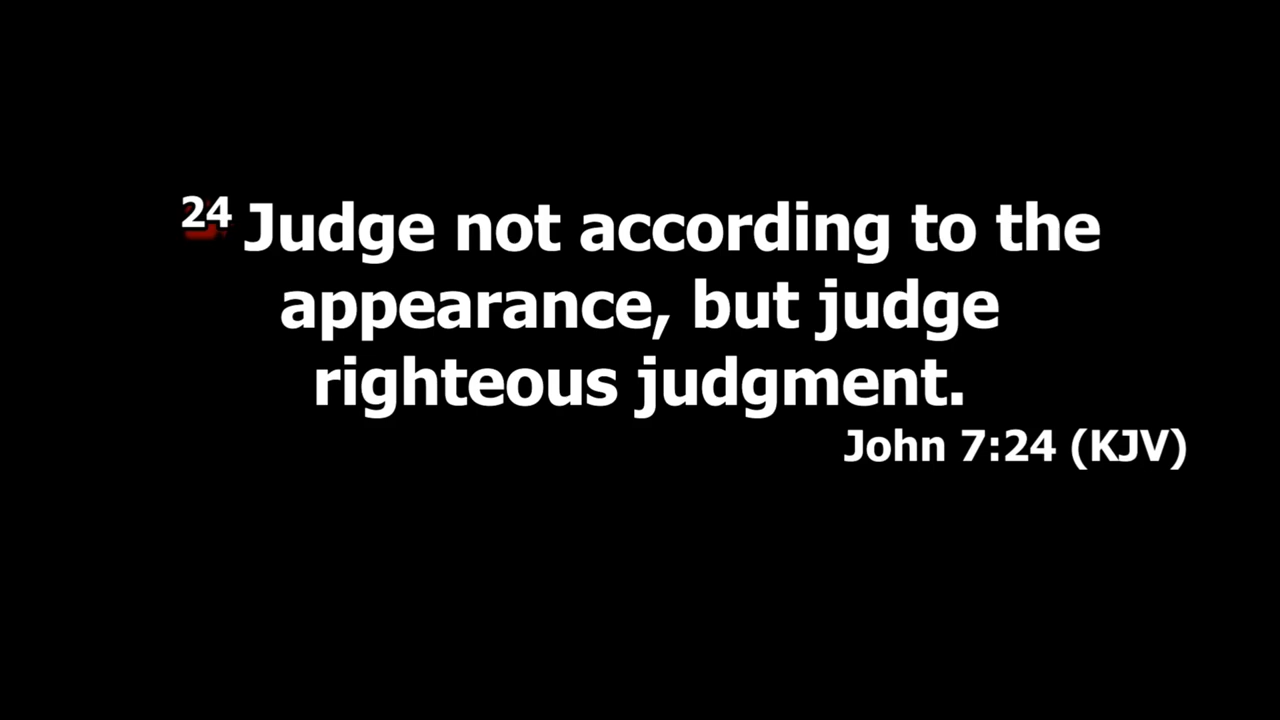 24 Judge not according to the
appearance, but judge
righteous judgment.
John 7:24 (KJV)